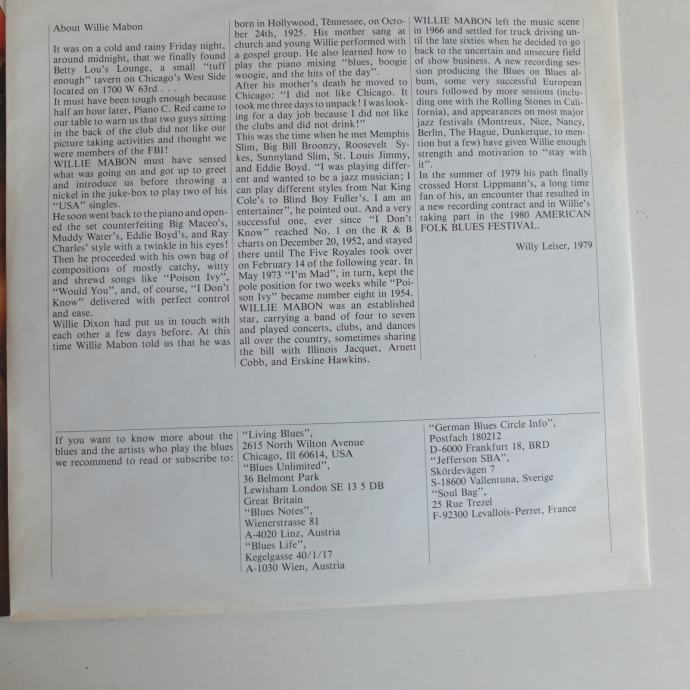 About Willie Mabon
It was on a cold and rainy Friday night,
around midnight, that we finally found
Betty Lou's Lounge, a small "tuff
enough" tavern on Chicago's West Side
located on 1700 W 63rd . . .
It must have been tough enough because
half an hour later, Piano C. Red came to
our table to warn us that two guys sitting
in the back of the club did not like our
picture taking activities and thought we
were members of the FBI!
WILLIE MABON must have sensed
what was going on and got up to greet
and introduce us before throwing a
nickel in the juke-box to play two of his
"USA" singles.
He soon went back to the piano and open-
ed the set counterfeiting Big Maceo's,
Muddy Water's, Eddie Boyd's, and Ray
Charles' style with a twinkle in his eyes!
Then he proceeded with his own bag of
compositions of mostly catchy, witty
and shrewd songs like "Poison Ivy",
"Would You", and, of course, "I Don't
Know" delivered with perfect control
and ease.
Willie Dixon had put us in touch with
each other a few days before. At this
time Willie Mabon told us that he was
born in Hollywood, Tennessee, on Octo-
ber 24th, 1925. His mother sang at
church and young Willie performed with
a gospel group. He also learned how to
play the piano mixing "blues, boogie
woogie, and the hits of the day".
After his mother's death he moved to
Chicago: "I did not like Chicago. It
took me three days to unpack! I was look-
ing for a day job because I did not like
the clubs and did not drink!"
This was the time when he met Memphis
Slim, Big Bill Broonzy, Roosevelt Sy-
kes, Sunnyland Slim, St. Louis Jimmy,
and Eddie Boyd. "I was playing differ-
ent and wanted to be a jazz musician; I
can play different styles from Nat King
Cole's to Blind Boy Fuller's. I am an
entertainer", he pointed out. And a very
successful one, ever since "I Don't
Know" reached No. 1 on the R & B
charts on December 20, 1952, and stayed
there until The Five Royales took over
on February 14 of the following year. In
May 1973 "I'm Mad", in turn, kept the
pole position for two weeks while "Poi-
son Ivy" became number eight in 1954.
WILLIE MABON was an established
star, carrying a band of four to seven
and played concerts, clubs, and dances
all over the country, sometimes sharing
the bill with Illinois Jacquet, Arnett
Cobb, and Erskine Hawkins.
WILLIE MABON left the music scene
in 1966 and settled for truck driving un-
til the late sixties when he decided to go
back to the uncertain and unsecure field
of show business. A new recording ses-
sion producing the Blues on Blues al-
bum, some very successful European
tours followed by more sessions (inclu-
ding one with the Rolling Stones in Cali-
fornia), and appearances on most major
jazz festivals (Montreux, Nice, Nancy,
Berlin, The Hague, Dunkerque, to men-
tion but a few) have given Willie enough
strength and motivation to "stay with
it".
In the summer of 1979 his path finally
crossed Horst Lippmann's, a long time
fan of his, an encounter that resulted in
a new recording contract and in Willie's
taking part in the 1980 AMERICAN
FOLK BLUES FESTIVAL.
Willy Leiser, 1979
If you want to know more about the
blues and the artists who play the blues
we recommend to read or subscribe to:
"Living Blues",
2615 North Wilton Avenue
Chicago, Ill 60614, USA
"Blues Unlimited",
36 Belmont Park
Lewisham London SE 13 5 DB
Great Britain
"Blues Notes",
Wienerstrasse 81
A-4020 Linz, Austria
"Blues Life",
Kegelgasse 40/1/17
A-1030 Wien, Austria
"German Blues Circle Info",
Postfach 180212
D-6000 Frankfurt 18, BRD
"Jefferson SBA",
Skördevägen 7
S-18600 Vallentuna, Sverige
"Soul Bag",
25 Rue Trezel
F-92300 Levallois-Perret, France